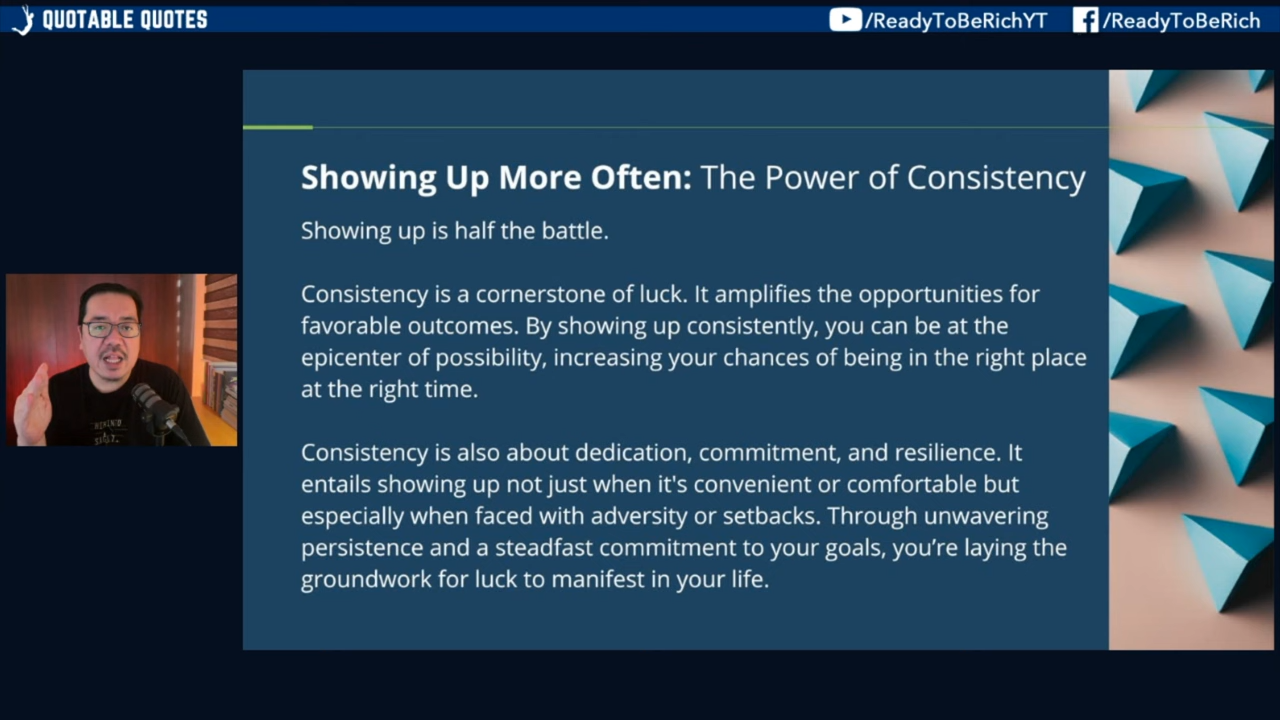 QUOTABLE QUOTES
/ReadyToBeRichYT
/ReadyToBeRich
Showing Up More Often: The Power of Consistency
Showing up is half the battle.
Consistency is a cornerstone of luck. It amplifies the opportunities for
favorable outcomes. By showing up consistently, you can be at the
epicenter of possibility, increasing your chances of being in the right place
at the right time.
Consistency is also about dedication, commitment, and resilience. It
entails showing up not just when it's convenient or comfortable but
especially when faced with adversity or setbacks. Through unwavering
persistence and a steadfast commitment to your goals, you’re laying the
groundwork for luck to manifest in your life.